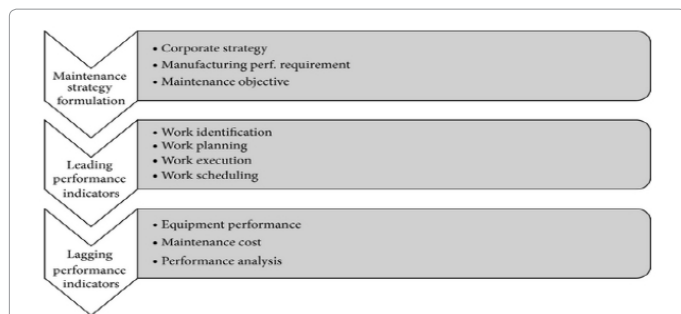 Maintenance
strategy
formulation
• Corporate strategy
• Manufacturing perf. requirement
• Maintenance objective
Leading
performance
indicators
• Work identification
• Work planning
• Work execution
• Work scheduling
Lagging
performance
indicators
• Equipment performance
• Maintenance cost
• Performance analysis